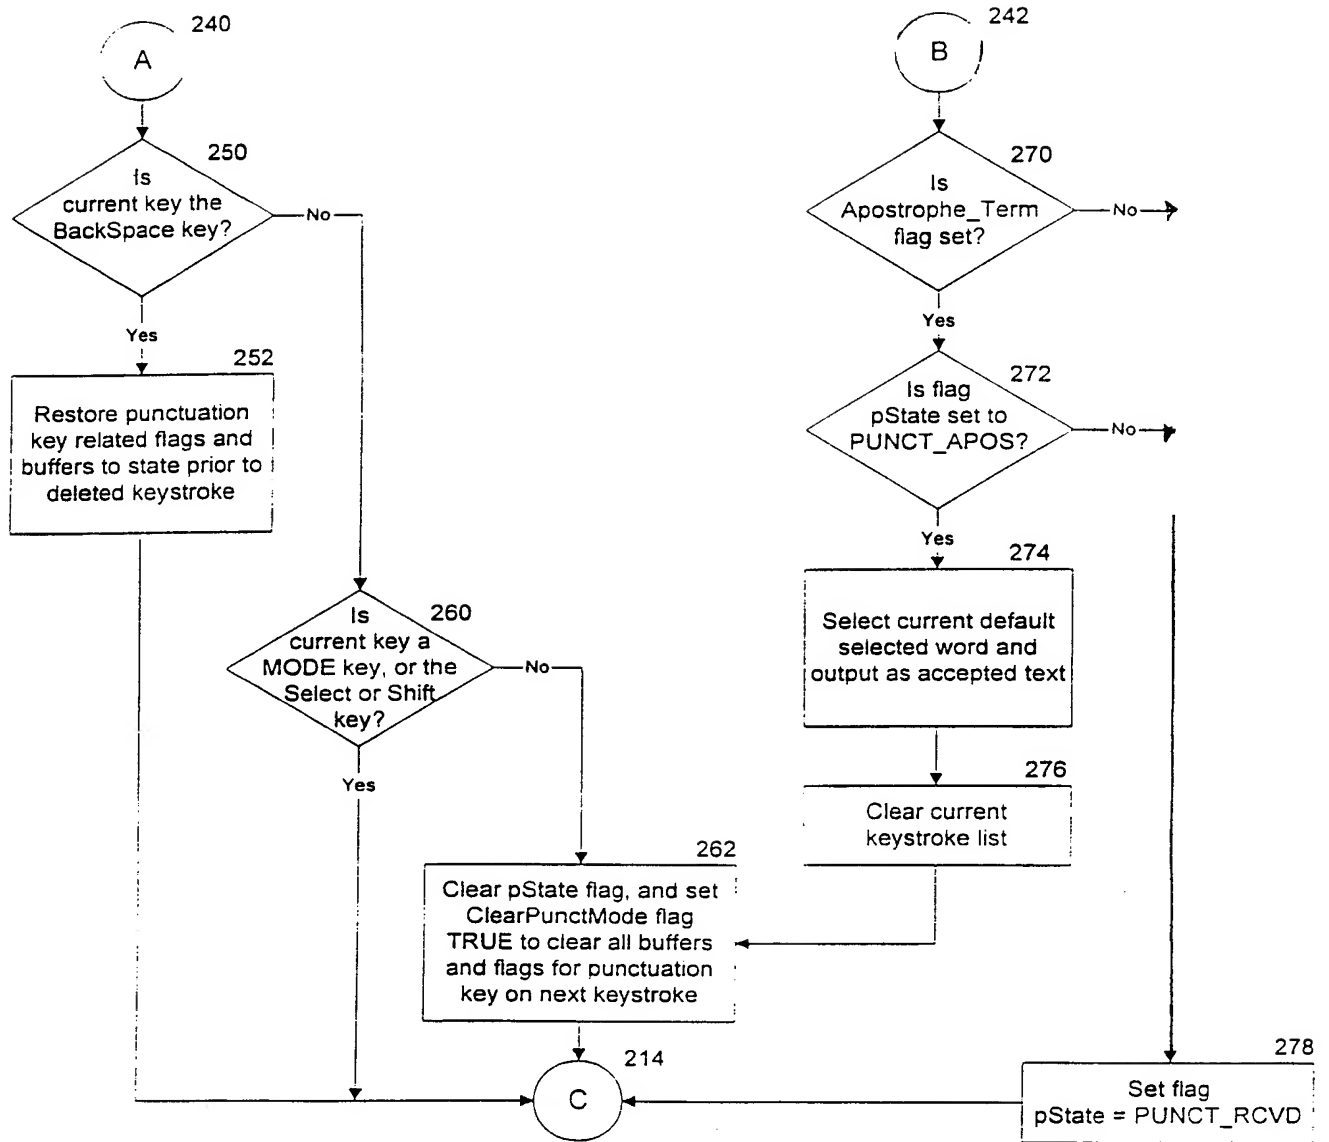 240
A
250
Is
current key the
BackSpace key?
No
Yes
252
Restore punctuation
key related flags and
buffers to state prior to
deleted keystroke
260
Is
current key a
MODE key, or the
Select or Shift
key?
No
Yes
262
Clear pState flag, and set
ClearPunctMode flag
TRUE to clear all buffers
and flags for punctuation
key on next keystroke
214
C
242
B
270
Is
Apostrophe_Term
flag set?
No
Yes
272
Is flag
pState set to
PUNCT_APOS?
No
Yes
274
Select current default
selected word and
output as accepted text
276
Clear current
keystroke list
278
Set flag
pState = PUNCT_RCVD